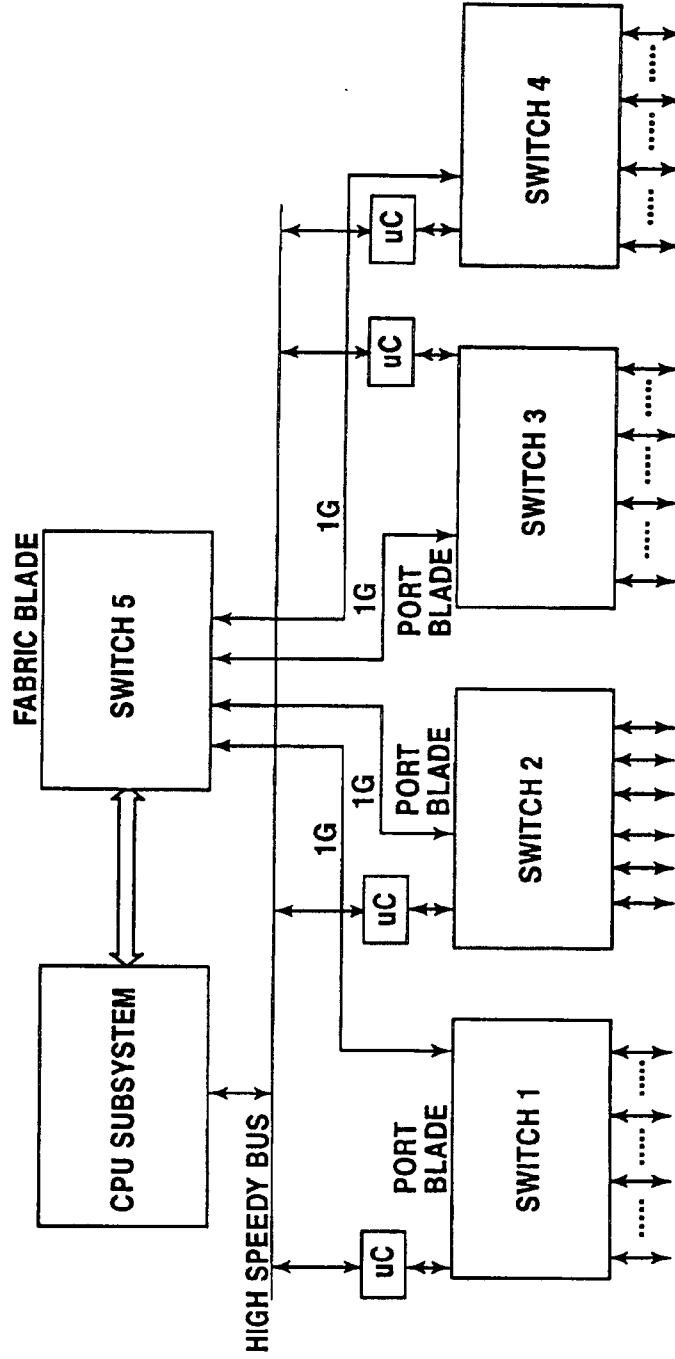 FABRIC BLADE
CPU SUBSYSTEM
SWITCH 5
HIGH SPEEDY BUS
1G
1G
1G
1G
uC
uC
uC
uC
PORT
BLADE
PORT
BLADE
PORT
BLADE
SWITCH 1
SWITCH 2
SWITCH 3
SWITCH 4